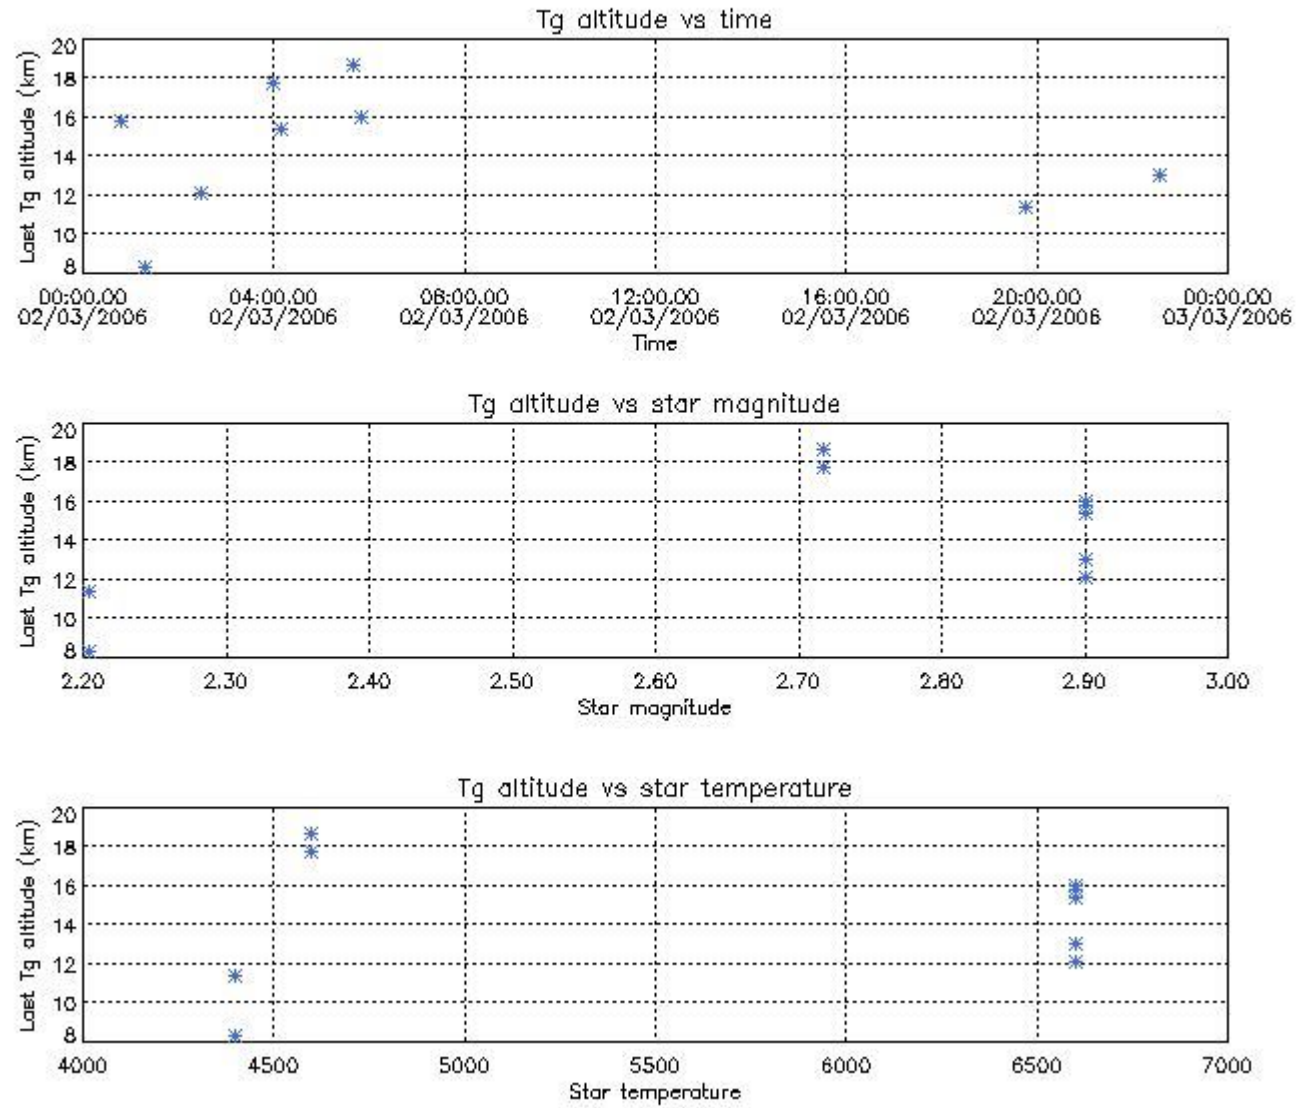 Tg altitude vs time
Last Tg altitude (km)
20
18
16
14
12
10
8
00:00.00 04:00.00 08:00.00 12:00.00 16:00.00 20:00.00 00:00.00
02/03/2006 02/03/2006 02/03/2006 02/03/2006 02/03/2006 02/03/2006 03/03/2006
Time
Tg altitude vs star magnitude
Last Tg altitude (km)
20
18
16
14
12
10
8
2.20 2.30 2.40 2.50 2.60 2.70 2.80 2.90 3.00
Star magnitude
Tg altitude vs star temperature
Last Tg altitude (km)
20
18
16
14
12
10
8
4000 4500 5000 5500 6000 6500 7000
Star temperature